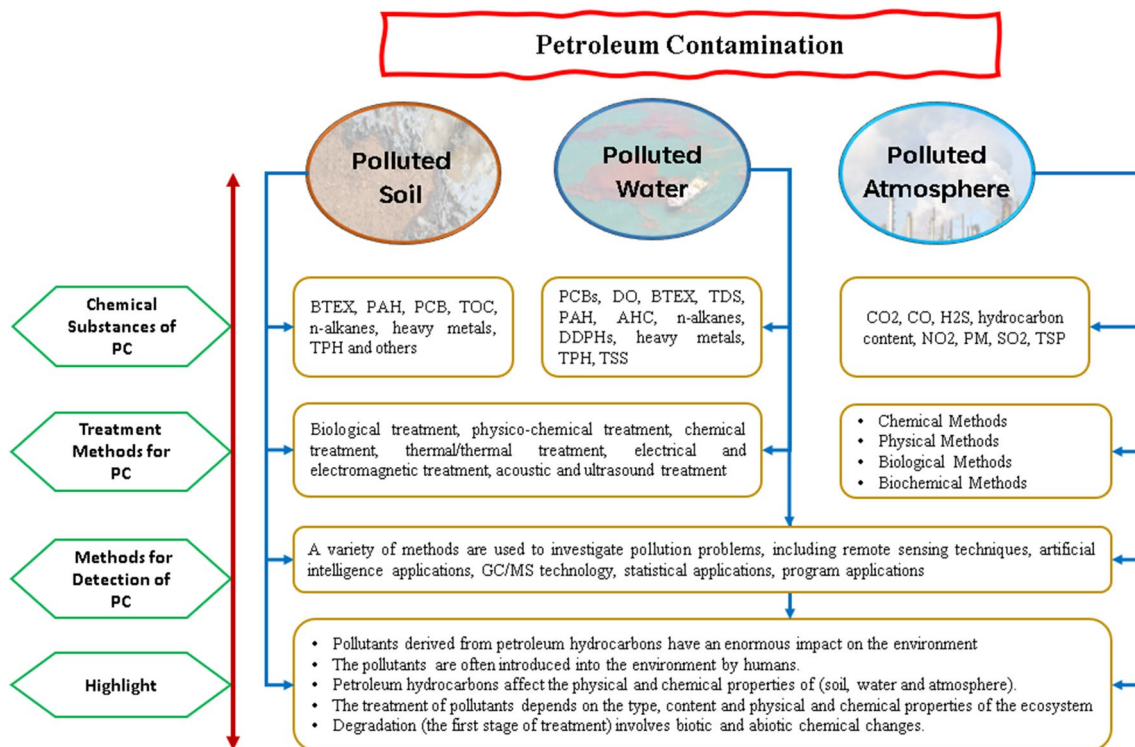 Petroleum Contamination
Polluted
Soil
Polluted
Water
Polluted
Atmosphere
Chemical
Substances of
PC
BTEX, PAH, PCB, TOC,
n-alkanes, heavy metals,
TPH and others
PCBs, DO, BTEX, TDS,
PAH, AHC, n-alkanes,
DDPHs, heavy metals,
TPH, TSS
CO2, CO, H2S, hydrocarbon
content, NO2, PM, SO2, TSP
Treatment
Methods for
PC
Biological treatment, physico-chemical treatment, chemical
treatment, thermal/thermal treatment, electrical and
electromagnetic treatment, acoustic and ultrasound treatment
• Chemical Methods
• Physical Methods
• Biological Methods
• Biochemical Methods
Methods for
Detection of
PC
A variety of methods are used to investigate pollution problems, including remote sensing techniques, artificial
intelligence applications, GC/MS technology, statistical applications, program applications
Highlight
• Pollutants derived from petroleum hydrocarbons have an enormous impact on the environment
• The pollutants are often introduced into the environment by humans.
• Petroleum hydrocarbons affect the physical and chemical properties of (soil, water and atmosphere).
• The treatment of pollutants depends on the type, content and physical and chemical properties of the ecosystem
• Degradation (the first stage of treatment) involves biotic and abiotic chemical changes.